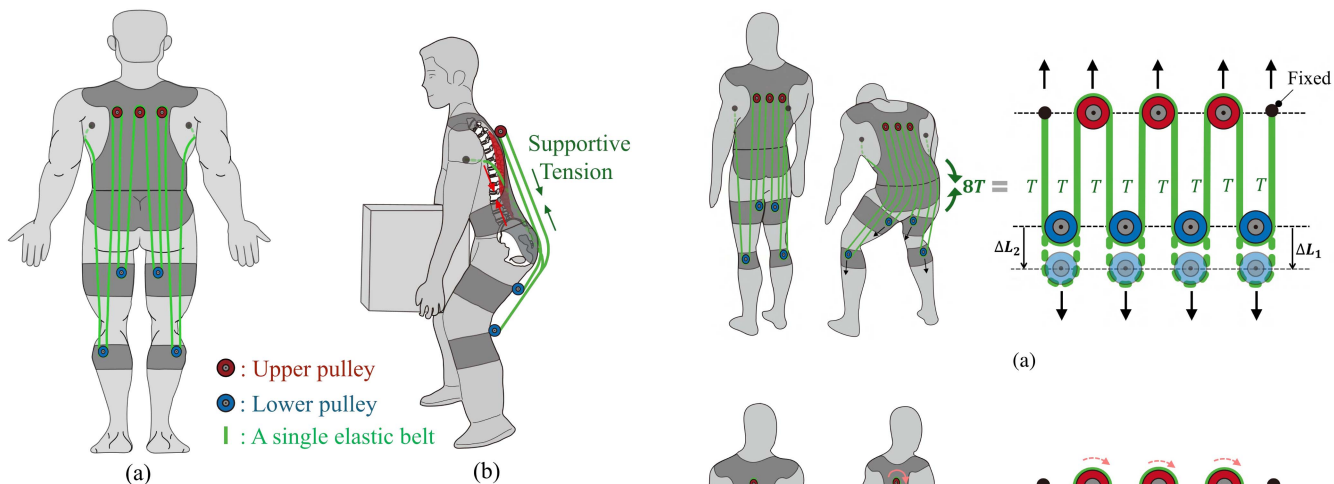 Supportive
Tension
: Upper pulley
: Lower pulley
: A single elastic belt
(a)
(b)
Fixed
8T =
T T T T T T T T
ΔL₂
ΔL₁
(a)